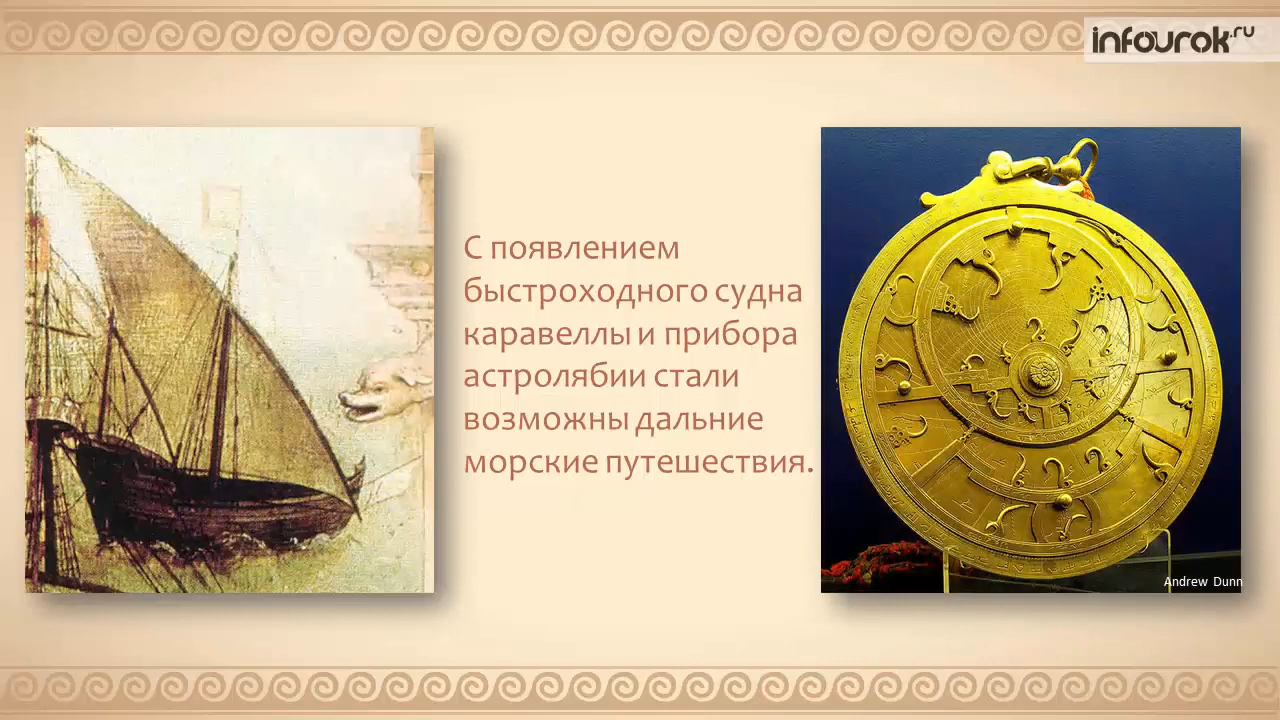 infourok.ru
С появлением
быстроходного судна
каравеллы и прибора
астролябии стали
возможны дальние
морские путешествия.
Andrew Dunn